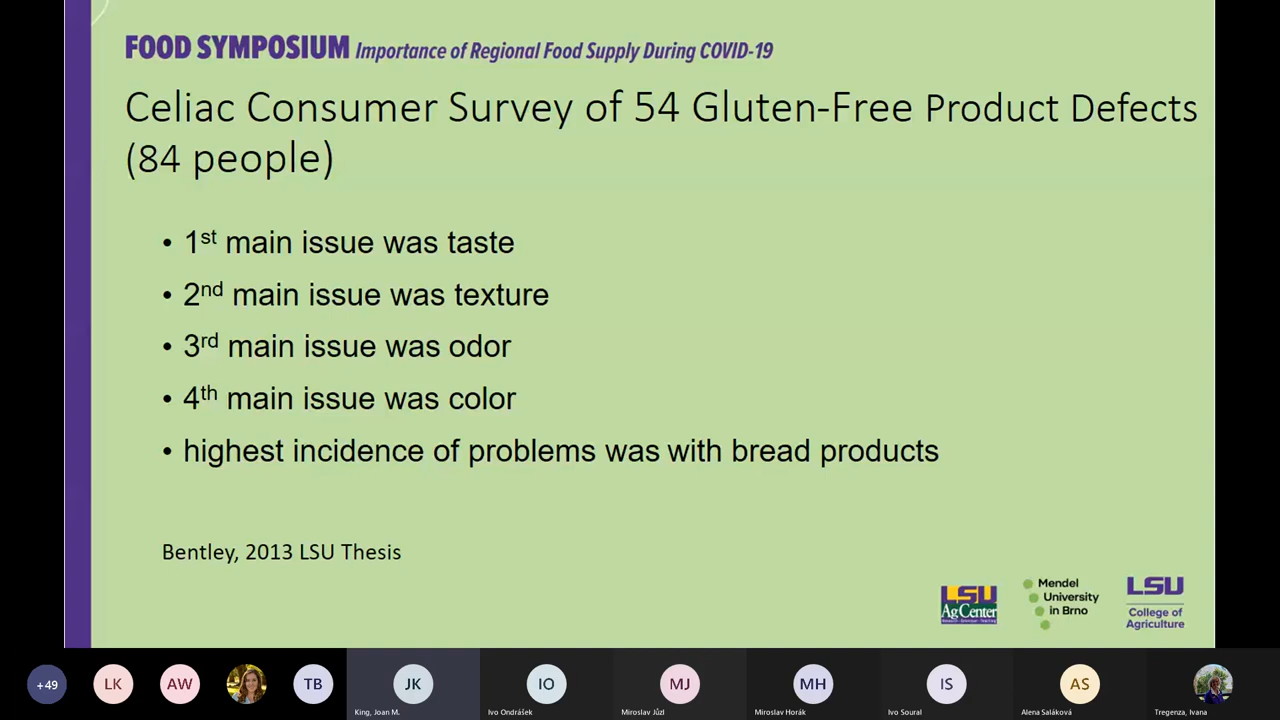 FOOD SYMPOSIUM Importance of Regional Food Supply During COVID-19
Celiac Consumer Survey of 54 Gluten-Free Product Defects
(84 people)
• 1st main issue was taste
• 2nd main issue was texture
• 3rd main issue was odor
• 4th main issue was color
• highest incidence of problems was with bread products
Bentley, 2013 LSU Thesis
LSU
AgCenter
Mendel
University
in Brno
LSU
College of
Agriculture
+49
LK
AW
TB
JK
IO
MJ
MH
IS
AS
King, Joan M.
Ivo Ondrášek
Miroslav Jůzl
Miroslav Horák
Ivo Soural
Alena Saláková
Tregenza, Ivana